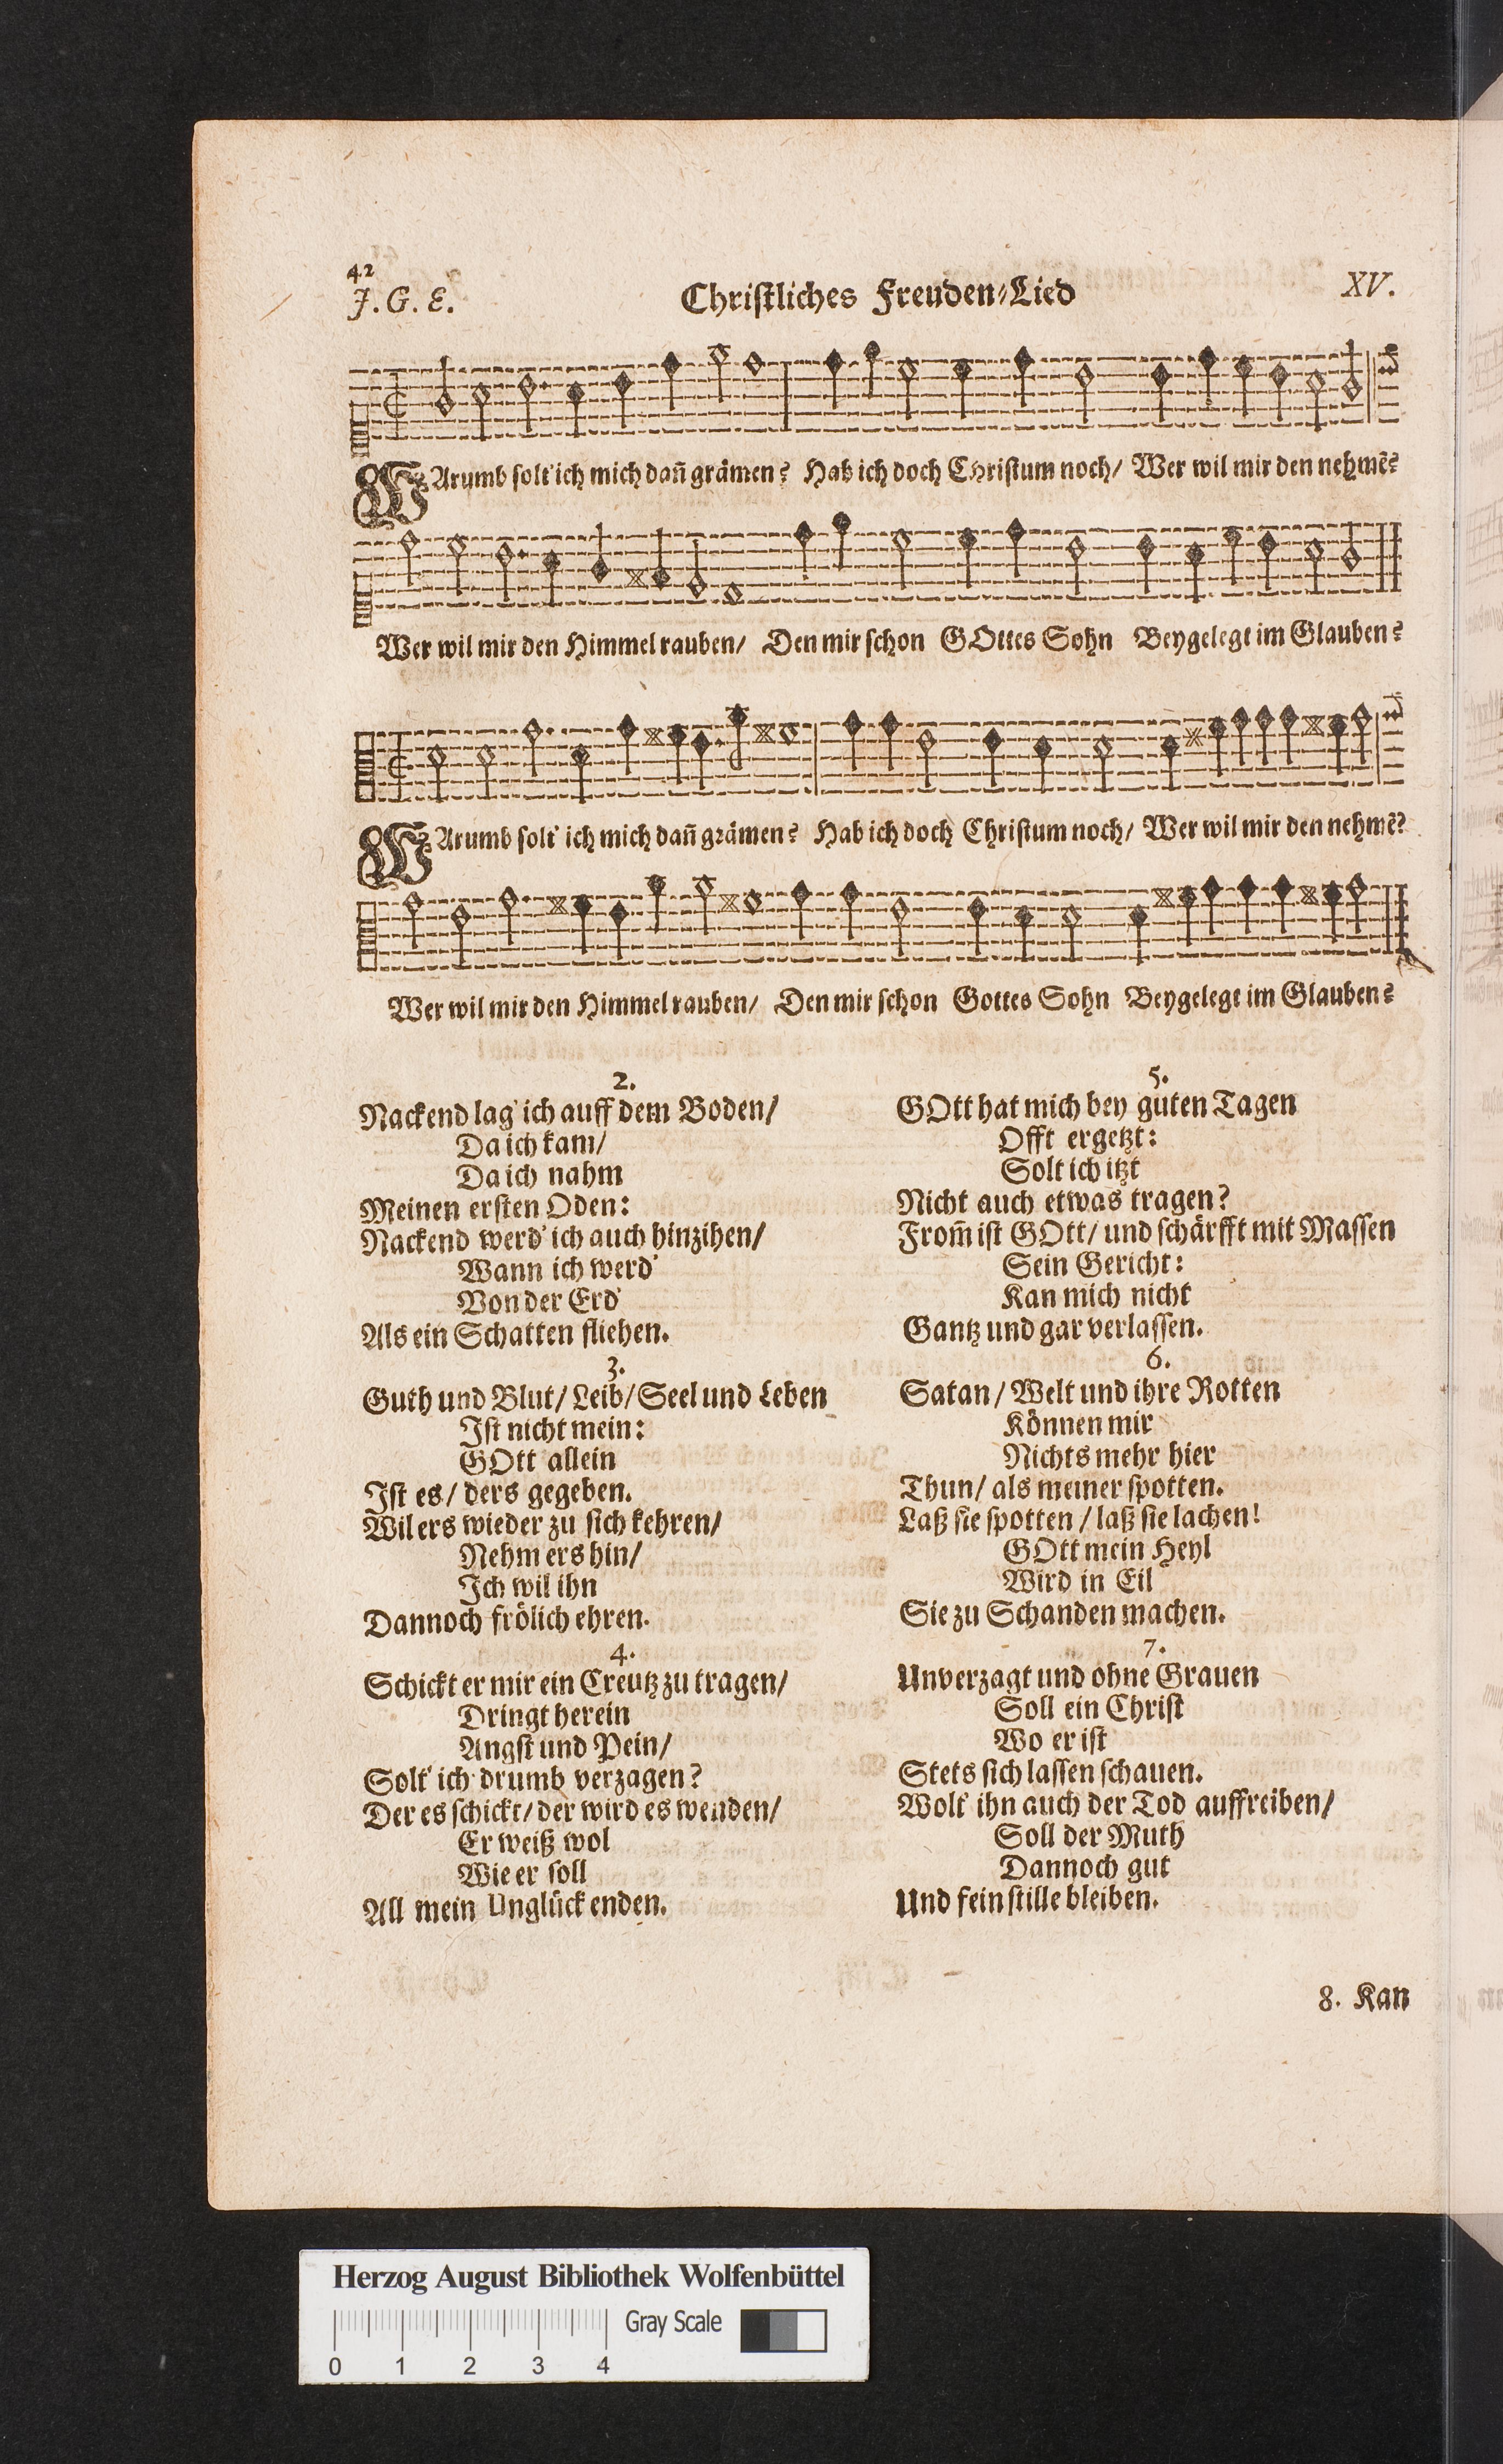 42
J. G. E.
Christliches Freuden-Lied
XV.
WArumb solt' ich mich dañ grämen? Hab ich doch Christum noch/ Wer wil mir den nehmẽ?
Wer wil mir den Himmel rauben/ Den mir schon GOttes Sohn Beygelegt im Glauben?
WArumb solt' ich mich dañ grämen? Hab ich doch Christum noch/ Wer wil mir den nehmẽ?
Wer wil mir den Himmel rauben/ Den mir schon Gottes Sohn Beygelegt im Glauben?
2.
Nackend lag' ich auff dem Boden/
Da ich kam/
Da ich nahm
Meinen ersten Oden:
Nackend werd' ich auch hinzihen/
Wann ich werd'
Von der Erd'
Als ein Schatten fliehen.
3.
Guth und Blut/ Leib/ Seel und Leben
Ist nicht mein:
GOtt allein
Ist es/ ders gegeben.
Wil ers wieder zu sich kehren/
Nehm ers hin/
Ich wil ihn
Dannoch frölich ehren.
4.
Schickt er mir ein Creutz zu tragen/
Dringt herein
Angst und Pein/
Solt' ich drumb verzagen?
Der es schickt/ der wird es wenden/
Er weiß wol
Wie er soll
All mein Unglück enden.
5.
GOtt hat mich bey guten Tagen
Offt ergetzt:
Solt ich itzt
Nicht auch etwas tragen?
From̃ ist GOtt/ und schärfft mit Massen
Sein Gericht:
Kan mich nicht
Gantz und gar verlassen.
6.
Satan/ Welt und ihre Rotten
Können mir
Nichts mehr hier
Thun/ als meiner spotten.
Laß sie spotten/ laß sie lachen!
GOtt mein Heyl
Wird in Eil
Sie zu Schanden machen.
7.
Unverzagt und ohne Grauen
Soll ein Christ
Wo er ist
Stets sich lassen schauen.
Wolt' ihn auch der Tod auffreiben/
Soll der Muth
Dannoch gut
Und fein stille bleiben.
8. Kan
Herzog August Bibliothek Wolfenbüttel
Gray Scale
0 1 2 3 4